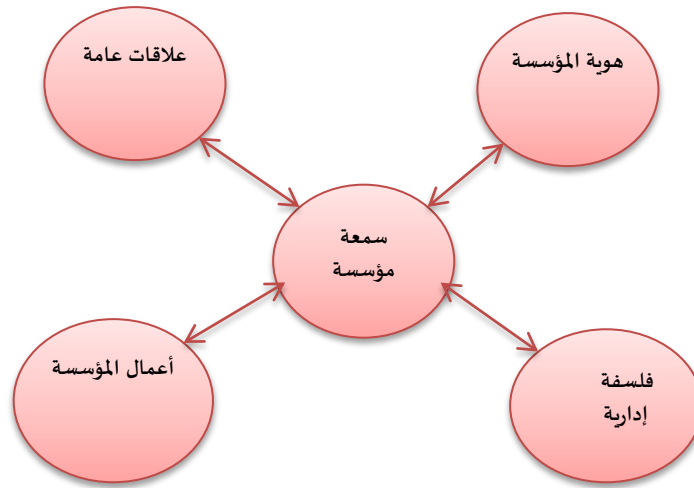 هوية المؤسسة
علاقات عامة
سمعة
مؤسسة
أعمال المؤسسة
فلسفة
إدارية